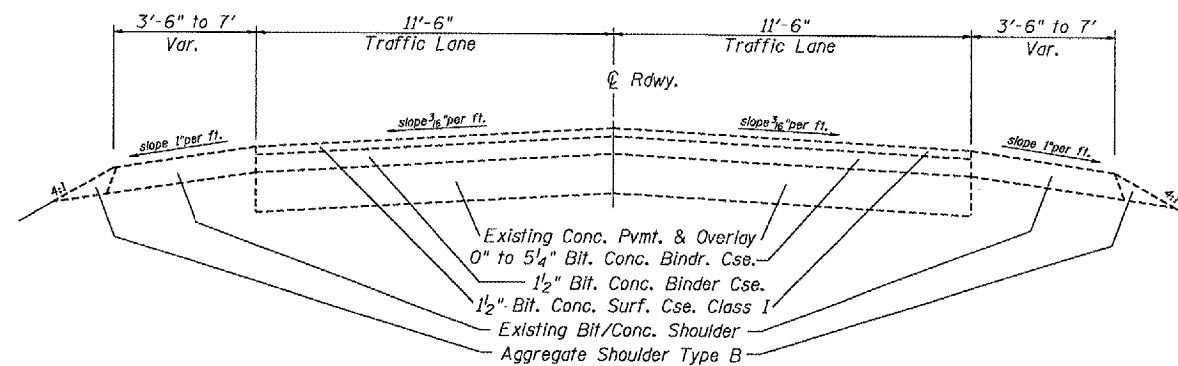 3'-6" to 7' 11'-6" 11'-6" 3'-6" to 7'
Var. Traffic Lane Traffic Lane Var.
℄ Rdwy.
slope 1" per ft. slope 3/16" per ft. slope 3/16" per ft. slope 1" per ft.
4:1 4:1
Existing Conc. Pvmt. & Overlay
0" to 5 1/4" Bit. Conc. Bindr. Cse.
1 1/2" Bit. Conc. Binder Cse.
1 1/2" Bit. Conc. Surf. Cse. Class I
Existing Bit/Conc. Shoulder
Aggregate Shoulder Type B